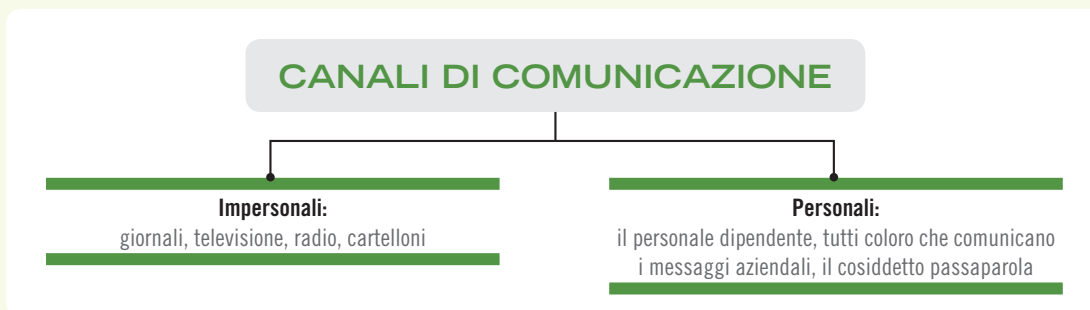 CANALI DI COMUNICAZIONE
Impersonali:
giornali, televisione, radio, cartelloni
Personali:
il personale dipendente, tutti coloro che comunicano
i messaggi aziendali, il cosiddetto passaparola